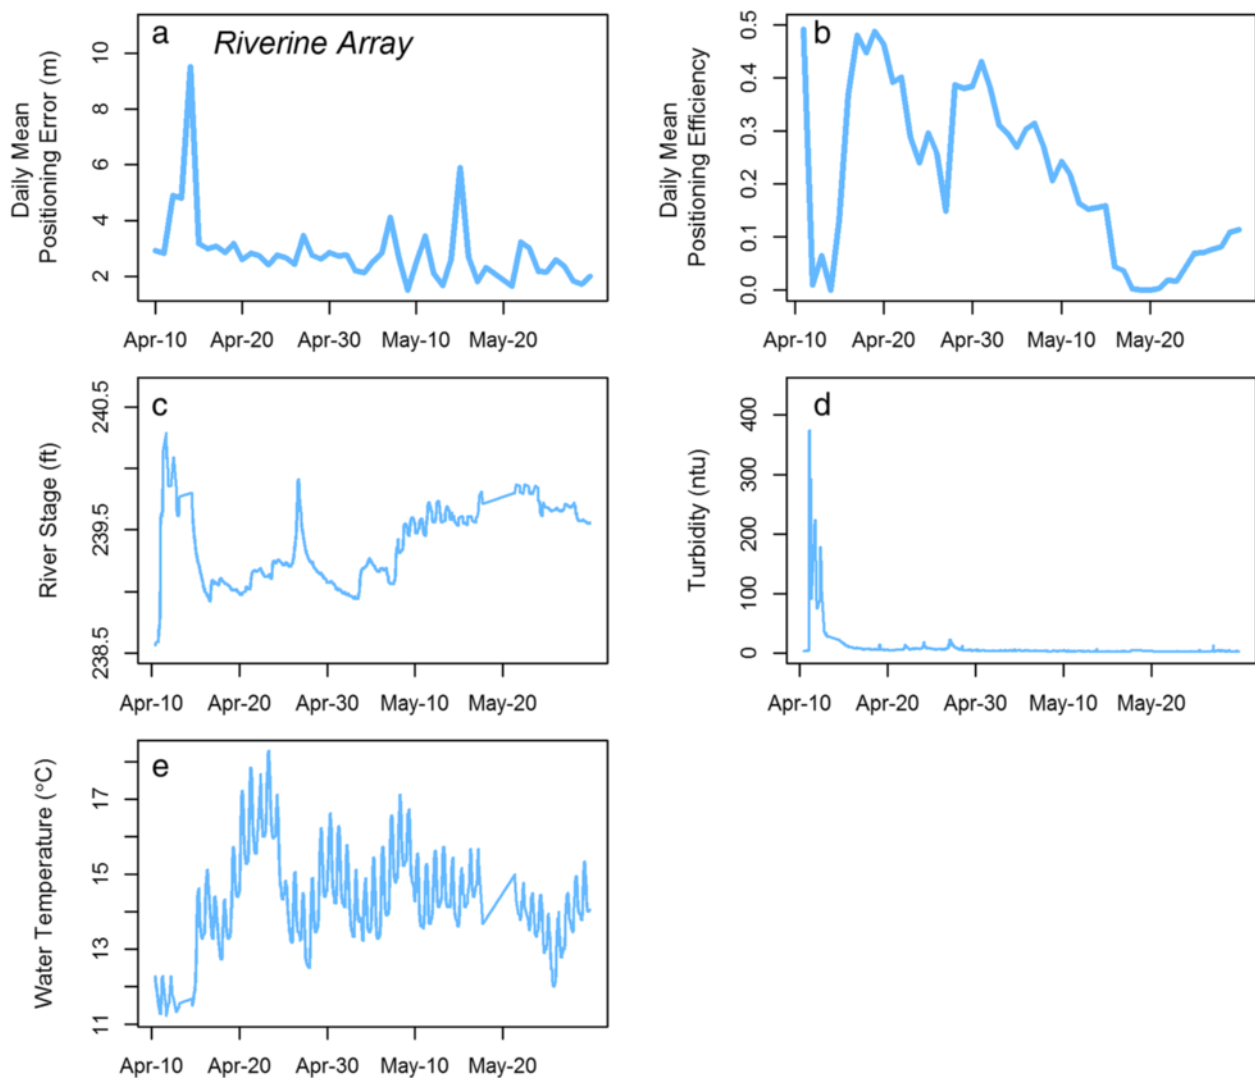 a
Riverine Array
Daily Mean
Positioning Error (m)
10
8
6
4
2
Apr-10 Apr-20 Apr-30 May-10 May-20
b
Daily Mean
Positioning Efficiency
0.5
0.4
0.3
0.2
0.1
0.0
Apr-10 Apr-20 Apr-30 May-10 May-20
c
River Stage (ft)
240.5
239.5
238.5
Apr-10 Apr-20 Apr-30 May-10 May-20
d
Turbidity (ntu)
400
300
200
100
0
Apr-10 Apr-20 Apr-30 May-10 May-20
e
Water Temperature (°C)
17
15
13
11
Apr-10 Apr-20 Apr-30 May-10 May-20